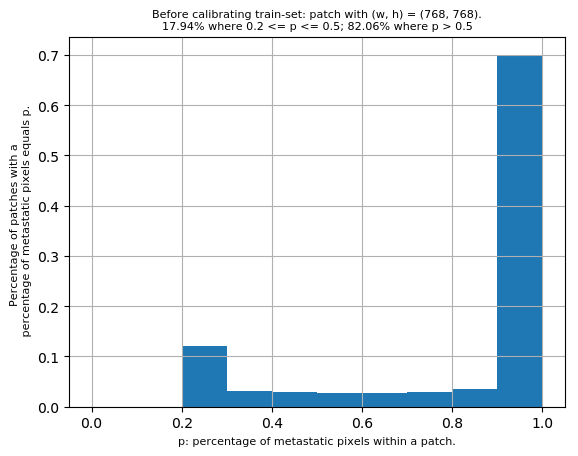 Before calibrating train-set: patch with (w, h) = (768, 768).
17.94% where 0.2 <= p <= 0.5; 82.06% where p > 0.5
Percentage of patches with a
percentage of metastatic pixels equals p.
0.7
0.6
0.5
0.4
0.3
0.2
0.1
0.0
0.0 0.2 0.4 0.6 0.8 1.0
p: percentage of metastatic pixels within a patch.